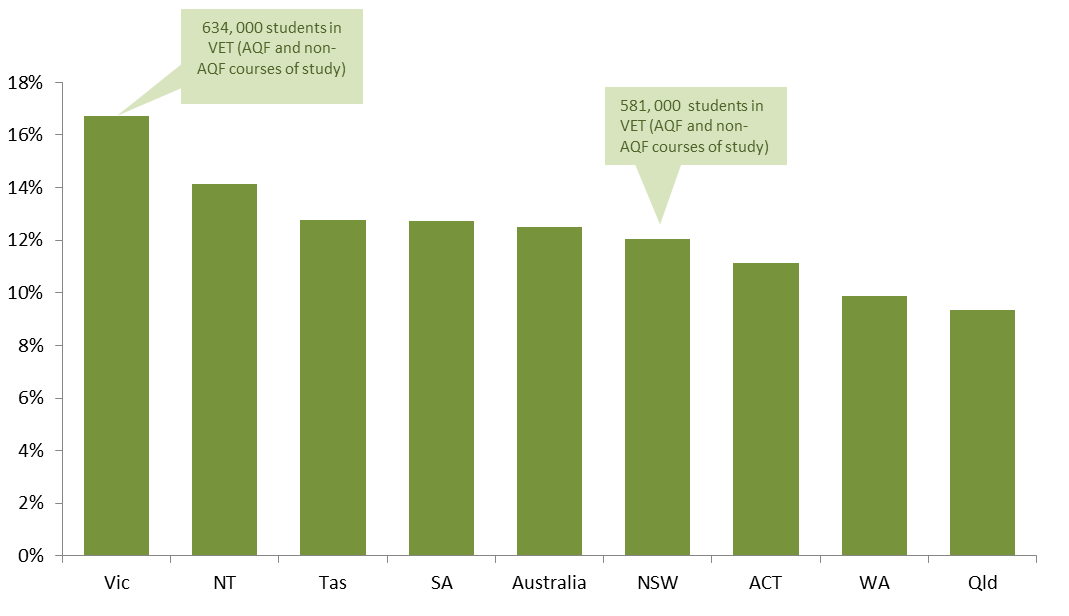 634, 000 students in
VET (AQF and non-
AQF courses of study)
581, 000  students in
VET (AQF and non-
AQF courses of study)
18%
16%
14%
12%
10%
8%
6%
4%
2%
0%
Vic
NT
Tas
SA
Australia
NSW
ACT
WA
Qld